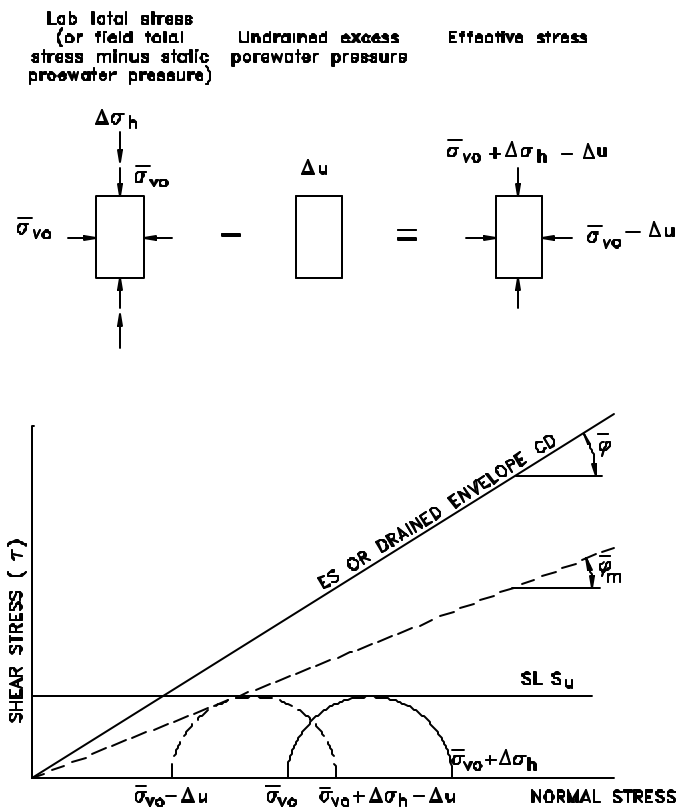 Lab latal stress
(or field total
stress minus static
proewater pressure)
Undrained excess
porewater pressure
Effective stress
Δσh
σ̅vo
σ̅vo
Δu
σ̅vo + Δσh − Δu
σ̅vo − Δu
−
=
SHEAR STRESS (τ)
ES OR DRAINED ENVELOPE CD
φ̅
φ̅m
SL Su
σ̅vo + Δσh
σ̅vo − Δu
σ̅vo
σ̅vo + Δσh − Δu
NORMAL STRESS